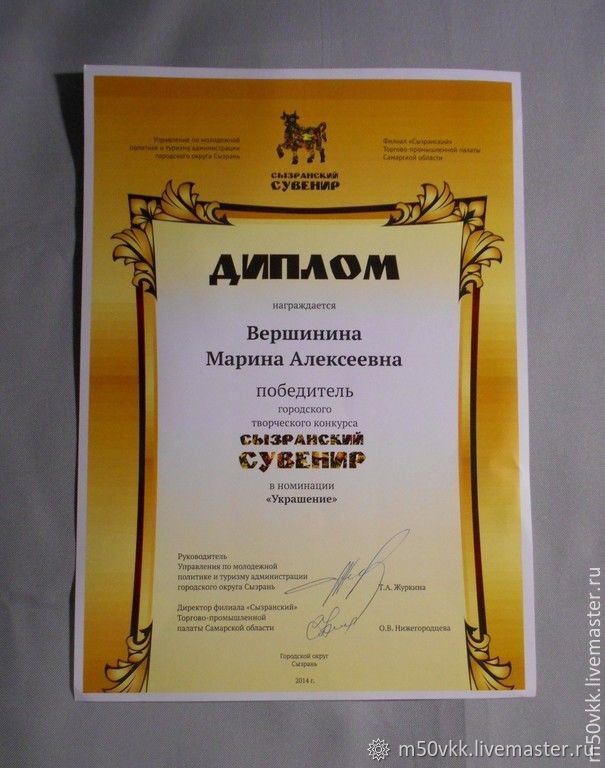 Управление по молодежной
политике и туризму администрации
городского округа Сызрань
Филиал «Сызранский»
Торгово-промышленной палаты
Самарской области
СЫЗРАНСКИЙ
СУВЕНИР
ДИПЛОМ
награждается
Вершинина
Марина Алексеевна
победитель
городского
творческого конкурса
СЫЗРАНСКИЙ
СУВЕНИР
в номинации
«Украшение»
Руководитель
Управления по молодежной
политике и туризму администрации
городского округа Сызрань
Т.А. Журкина
Директор филиала «Сызранский»
Торгово-промышленной
палаты Самарской области
О.В. Нижегородцева
Городской округ
Сызрань
2014 г.
m50vkk.livemaster.ru
m50vkk.livemaster.ru